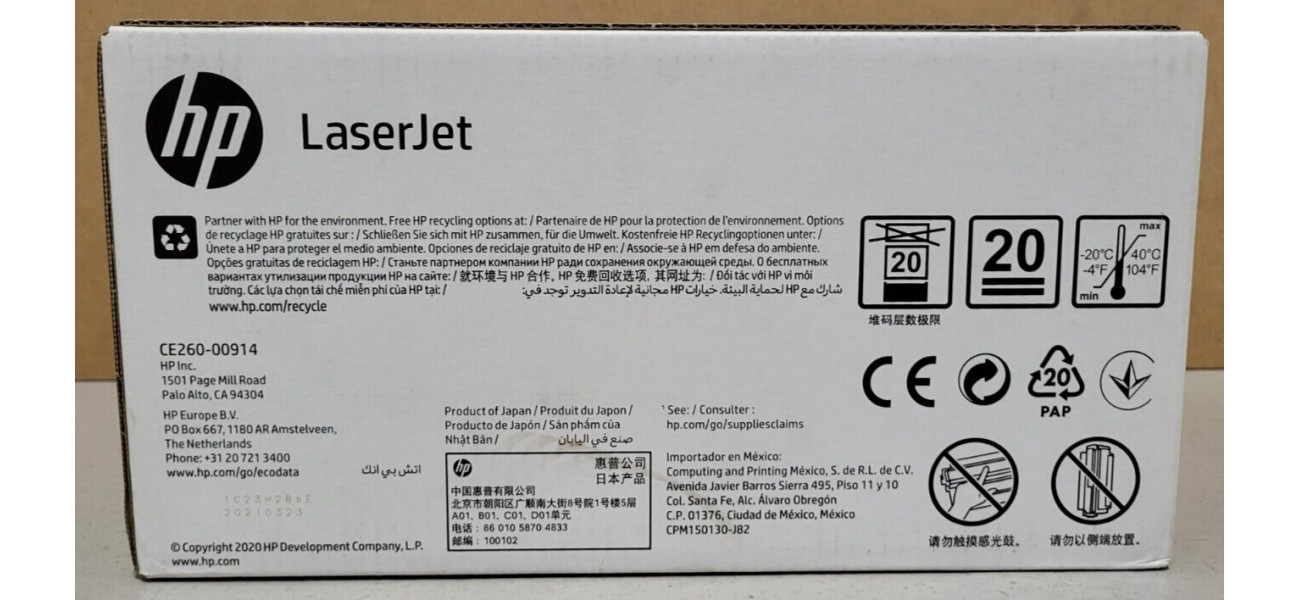 hp
LaserJet
Partner with HP for the environment. Free HP recycling options at: / Partenaire de HP pour la protection de l'environnement. Options
de recyclage HP gratuites sur : / Schließen Sie sich mit HP zusammen, für die Umwelt. Kostenfreie HP Recyclingoptionen unter: /
Únete a HP para proteger el medio ambiente. Opciones de reciclaje gratuito de HP en: / Associe-se à HP em defesa do ambiente.
Opções gratuitas de reciclagem HP: / Станьте партнером компании HP ради сохранения окружающей среды. О бесплатных
вариантах утилизации продукции HP на сайте: / 就环境与 HP 合作。HP 免费回收选项，其网址为: / Đối tác với HP vì môi
trường. Các lựa chọn tái chế miễn phí của HP tại: / شارك مع HP لحماية البيئة. خيارات HP مجانية لإعادة التدوير توجد في:
www.hp.com/recycle
20
堆码层数极限
20
max
-20°C
-4°F
40°C
104°F
min
CE260-00914
HP Inc.
1501 Page Mill Road
Palo Alto, CA 94304
HP Europe B.V.
PO Box 667, 1180 AR Amstelveen,
The Netherlands
Phone: +31 20 721 3400
www.hp.com/go/ecodata
اتش بي انك
20210323
© Copyright 2020 HP Development Company, L.P.
www.hp.com
Product of Japan / Produit du Japon /
Producto de Japón / Sản phẩm của
Nhật Bản / صنع في اليابان
hp
惠普公司
日本产品
中国惠普有限公司
北京市朝阳区广顺南大街8号院1号楼5层
A01, B01, C01, D01单元
电话：86 010 5870 4833
邮编：100102
¹ See: / Consulter :
hp.com/go/suppliesclaims
Importador en México:
Computing and Printing México, S. de R.L. de C.V.
Avenida Javier Barros Sierra 495, Piso 11 y 10
Col. Santa Fe, Alc. Álvaro Obregón
C.P. 01376, Ciudad de México, México
CPM150130-J82
CE
20
PAP
请勿触摸感光鼓。
请勿以侧端放置。